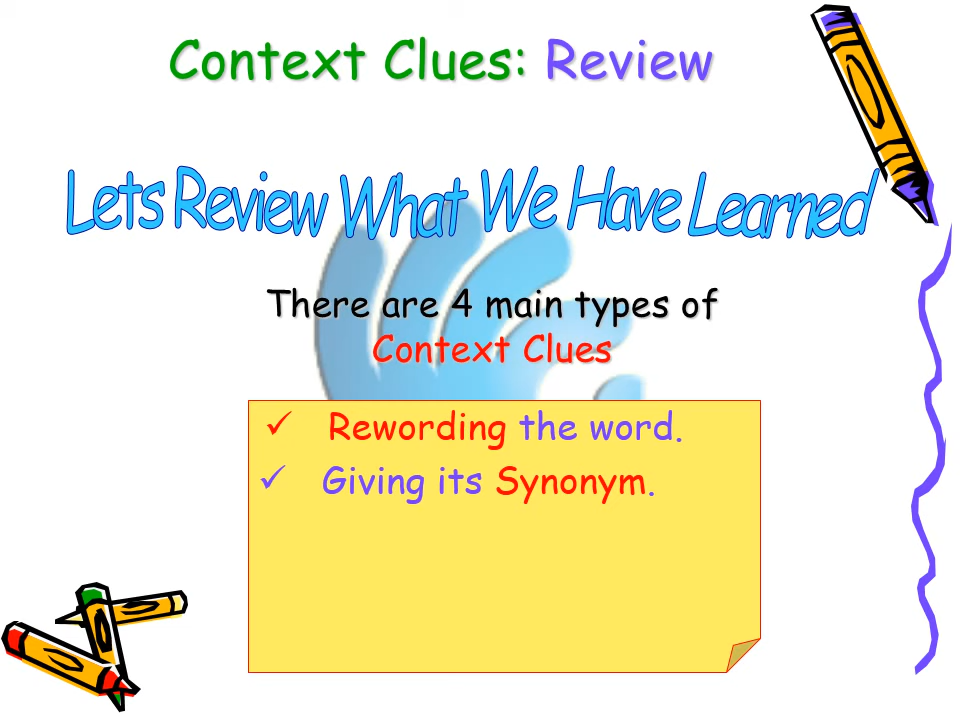 Context Clues: Review
Lets Review What We Have Learned
There are 4 main types of
Context Clues
✓ Rewording the word.
✓ Giving its Synonym.